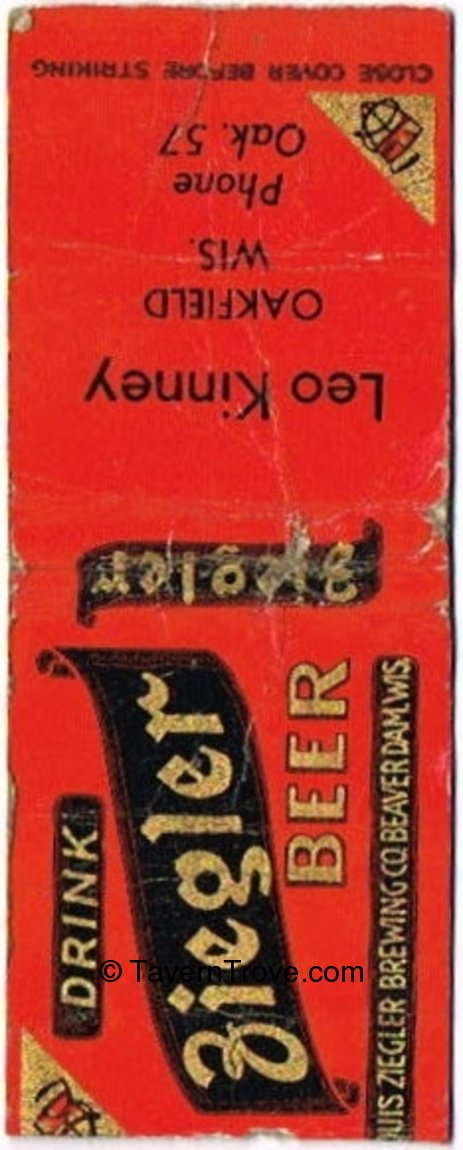 CLOSE COVER BEFORE STRIKING
Phone
Oak. 57
Leo Kinney
OAKFIELD
WIS.
Ziegler
DRINK
Ziegler
BEER
UIS ZIEGLER BREWING CO. BEAVER DAM, WIS.
© TavernTrove.com